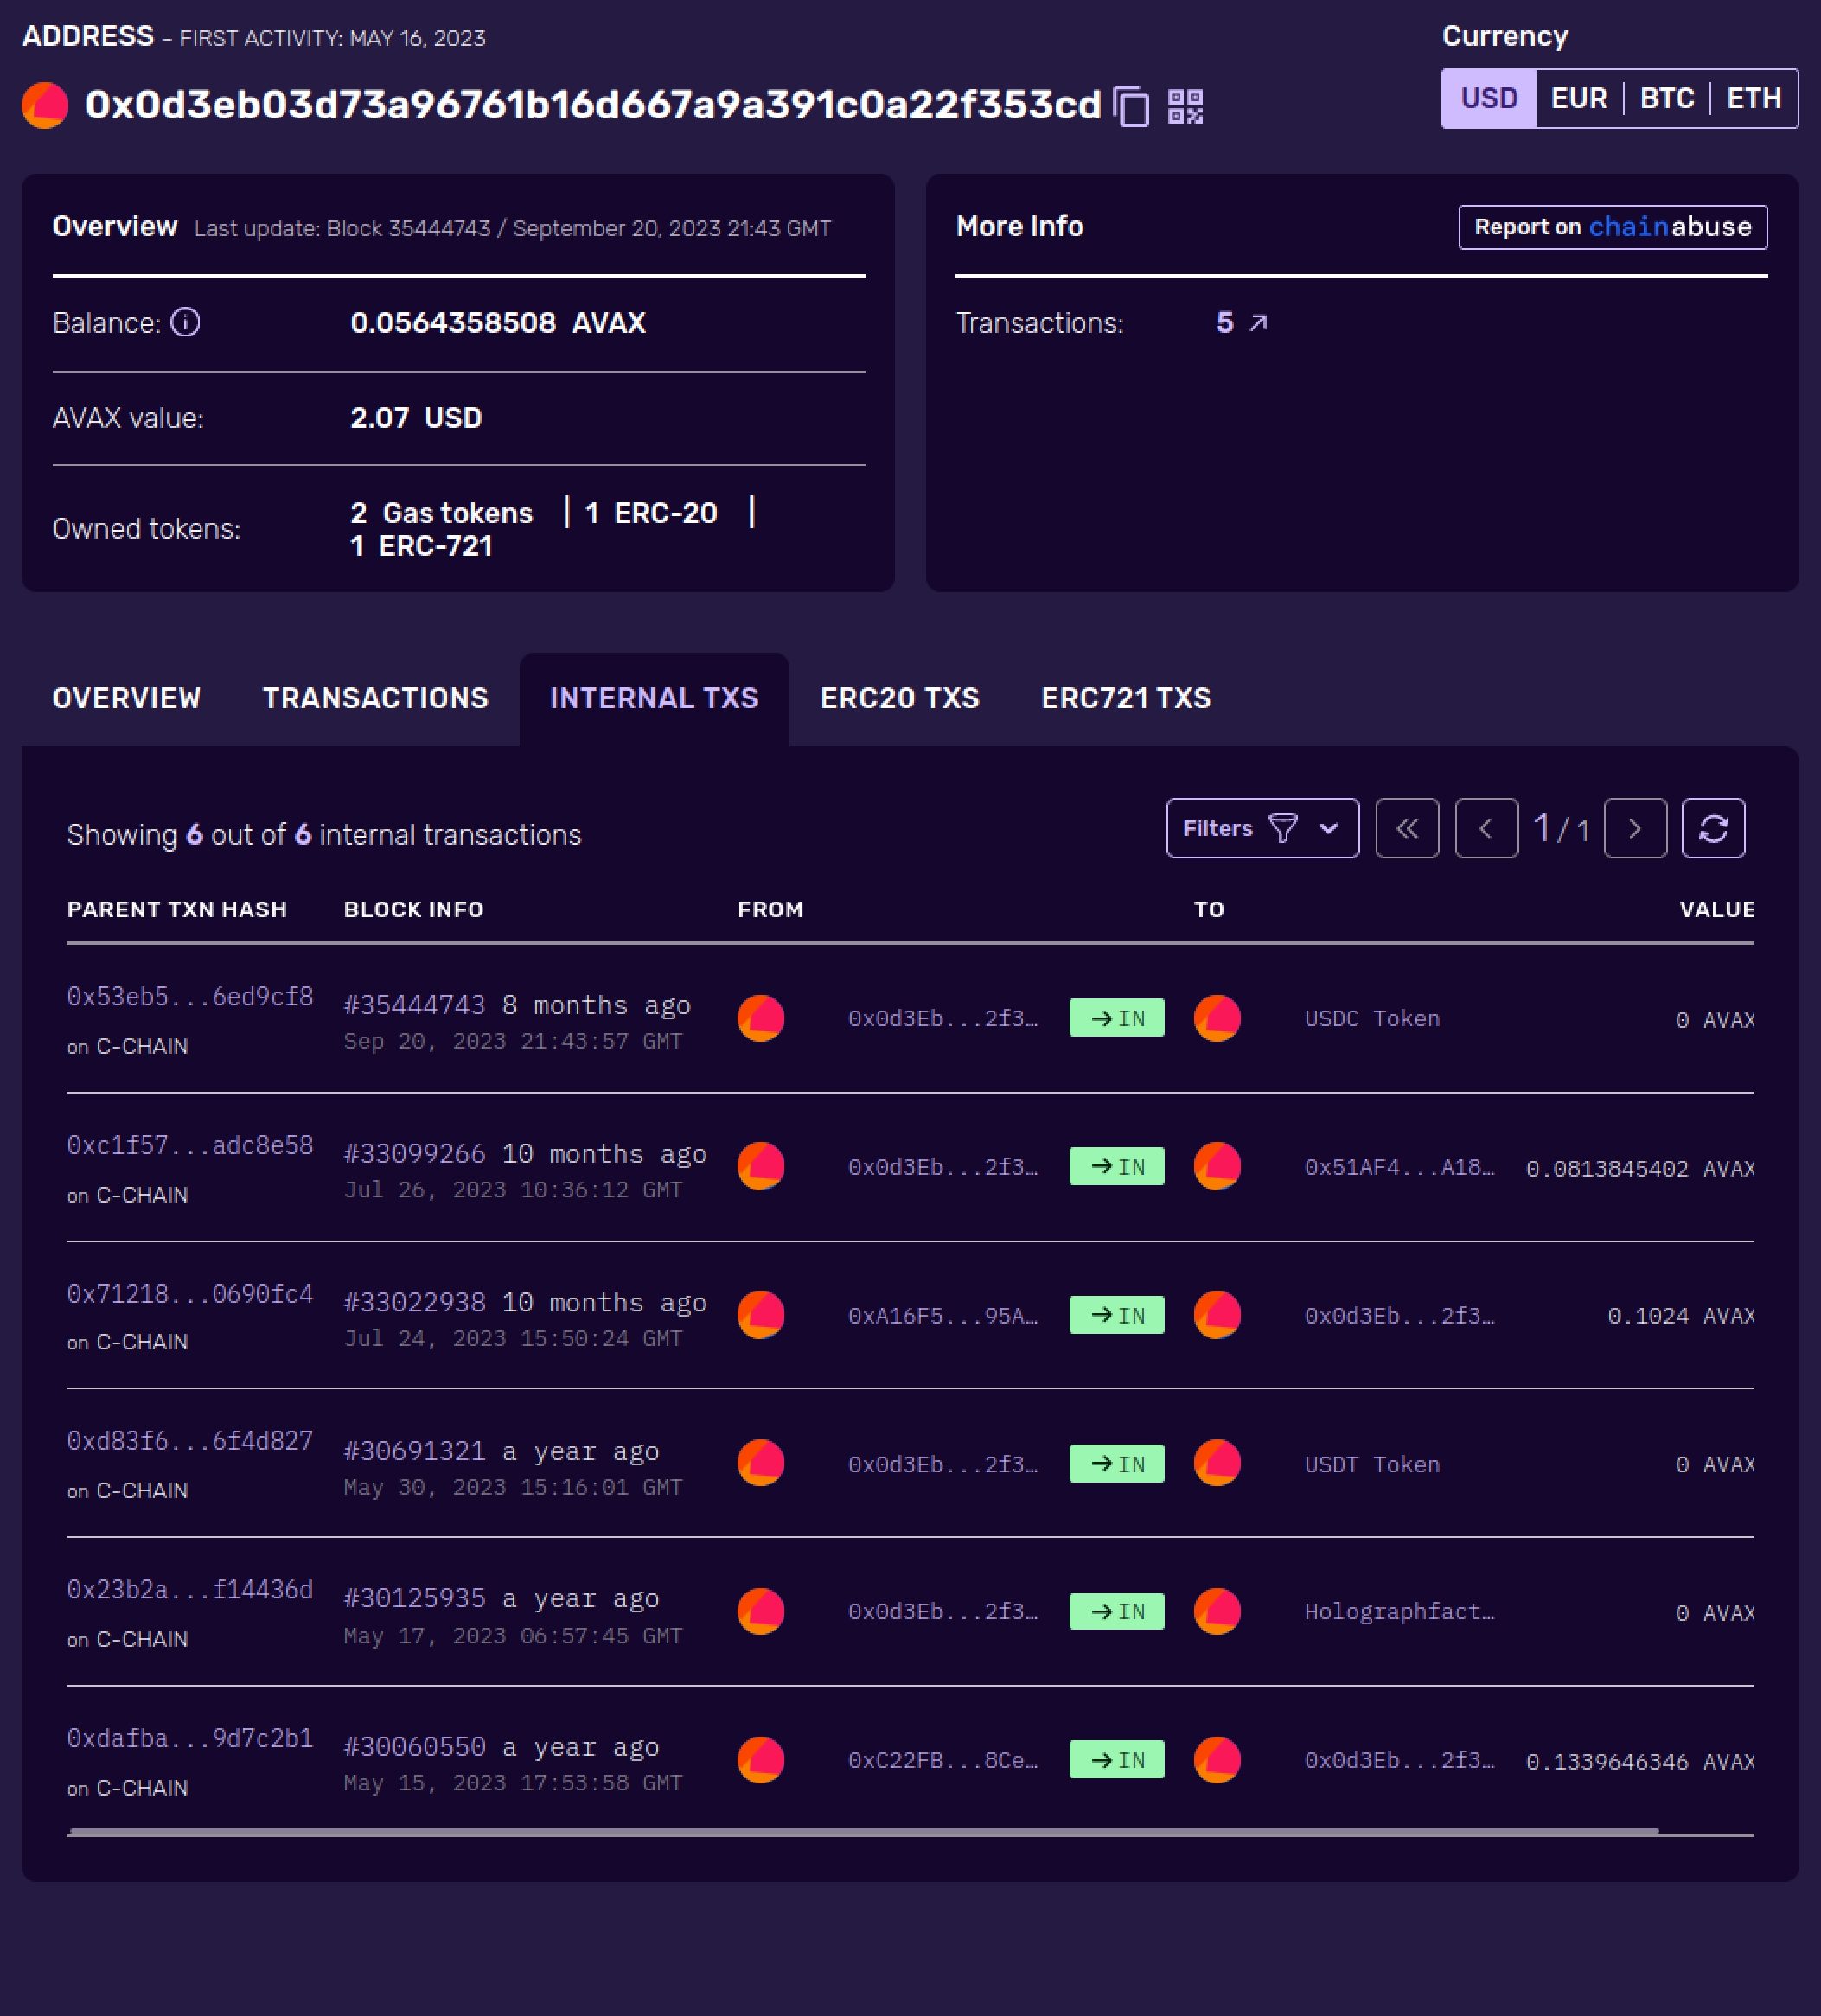 ADDRESS - FIRST ACTIVITY: MAY 16, 2023
Currency
0x0d3eb03d73a96761b16d667a9a391c0a22f353cd
USD EUR BTC ETH
Overview Last update: Block 35444743 / September 20, 2023 21:43 GMT
Balance: 0.0564358508 AVAX
AVAX value: 2.07 USD
Owned tokens: 2 Gas tokens | 1 ERC-20 |
1 ERC-721
More Info Report on chainabuse
Transactions: 5
OVERVIEW TRANSACTIONS INTERNAL TXS ERC20 TXS ERC721 TXS
Showing 6 out of 6 internal transactions
Filters 1 / 1
PARENT TXN HASH BLOCK INFO FROM TO VALUE
0x53eb5...6ed9cf8 #35444743 8 months ago 0x0d3Eb...2f3… IN USDC Token 0 AVAX
on C-CHAIN Sep 20, 2023 21:43:57 GMT
0xc1f57...adc8e58 #33099266 10 months ago 0x0d3Eb...2f3… IN 0x51AF4...A18… 0.0813845402 AVAX
on C-CHAIN Jul 26, 2023 10:36:12 GMT
0x71218...0690fc4 #33022938 10 months ago 0xA16F5...95A… IN 0x0d3Eb...2f3… 0.1024 AVAX
on C-CHAIN Jul 24, 2023 15:50:24 GMT
0xd83f6...6f4d827 #30691321 a year ago 0x0d3Eb...2f3… IN USDT Token 0 AVAX
on C-CHAIN May 30, 2023 15:16:01 GMT
0x23b2a...f14436d #30125935 a year ago 0x0d3Eb...2f3… IN Holographfact… 0 AVAX
on C-CHAIN May 17, 2023 06:57:45 GMT
0xdafba...9d7c2b1 #30060550 a year ago 0xC22FB...8Ce… IN 0x0d3Eb...2f3… 0.1339646346 AVAX
on C-CHAIN May 15, 2023 17:53:58 GMT